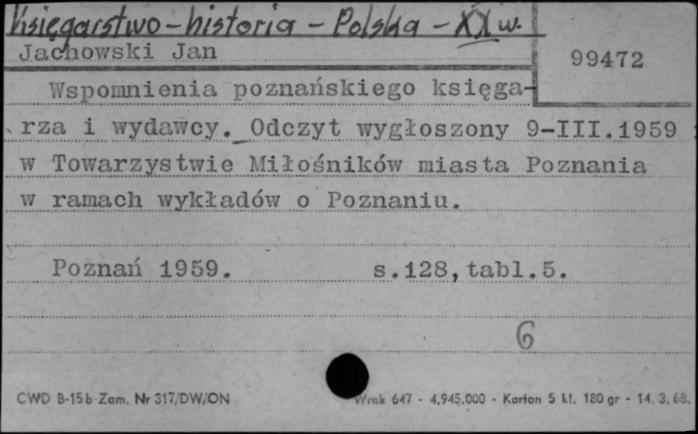 Księgarstwo - historia - Polska - XX w.
Jachowski Jan
99472
Wspomnienia poznańskiego księga-
rza i wydawcy. Odczyt wygłoszony 9-III.1959
w Towarzystwie Miłośników miasta Poznania
w ramach wykładów o Poznaniu.
Poznań 1959. s.128,tabl.5.
6
CWD B-15b Zam. Nr 317/DW/ON Wrak 647 - 4.945.000 - Karton 5 kl. 180 gr - 14. 3. 68.